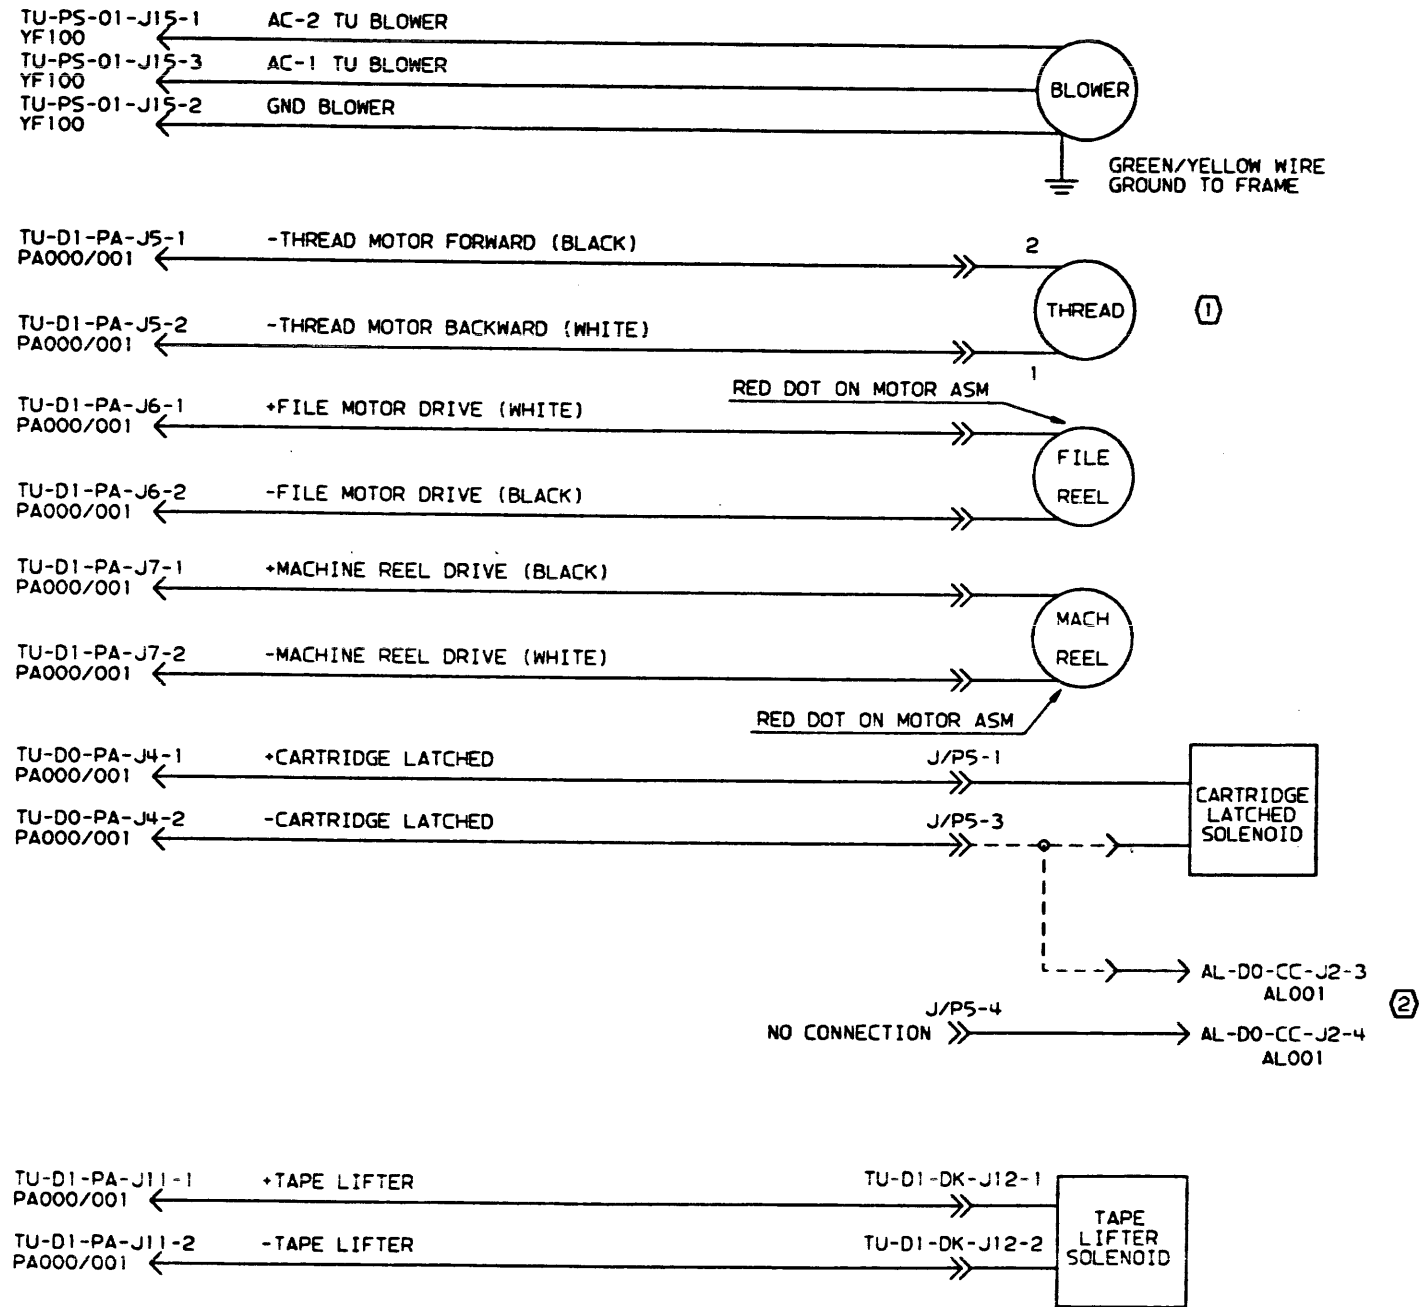 TU-PS-01-J15-1 AC-2 TU BLOWER
YF100
TU-PS-01-J15-3 AC-1 TU BLOWER
YF100
BLOWER
TU-PS-01-J15-2 GND BLOWER
YF100
GREEN/YELLOW WIRE
GROUND TO FRAME
TU-D1-PA-J5-1 -THREAD MOTOR FORWARD (BLACK) 2
PA000/001
THREAD 1
TU-D1-PA-J5-2 -THREAD MOTOR BACKWARD (WHITE)
PA000/001
1
RED DOT ON MOTOR ASM
TU-D1-PA-J6-1 +FILE MOTOR DRIVE (WHITE)
PA000/001
FILE
REEL
TU-D1-PA-J6-2 -FILE MOTOR DRIVE (BLACK)
PA000/001
TU-D1-PA-J7-1 +MACHINE REEL DRIVE (BLACK)
PA000/001
MACH
REEL
TU-D1-PA-J7-2 -MACHINE REEL DRIVE (WHITE)
PA000/001
RED DOT ON MOTOR ASM
TU-D0-PA-J4-1 +CARTRIDGE LATCHED J/P5-1
PA000/001
CARTRIDGE
LATCHED
SOLENOID
TU-D0-PA-J4-2 -CARTRIDGE LATCHED J/P5-3
PA000/001
AL-D0-CC-J2-3
AL001
2
J/P5-4
NO CONNECTION AL-D0-CC-J2-4
AL001
TU-D1-PA-J11-1 +TAPE LIFTER TU-D1-DK-J12-1
PA000/001
TAPE
LIFTER
SOLENOID
TU-D1-PA-J11-2 -TAPE LIFTER TU-D1-DK-J12-2
PA000/001